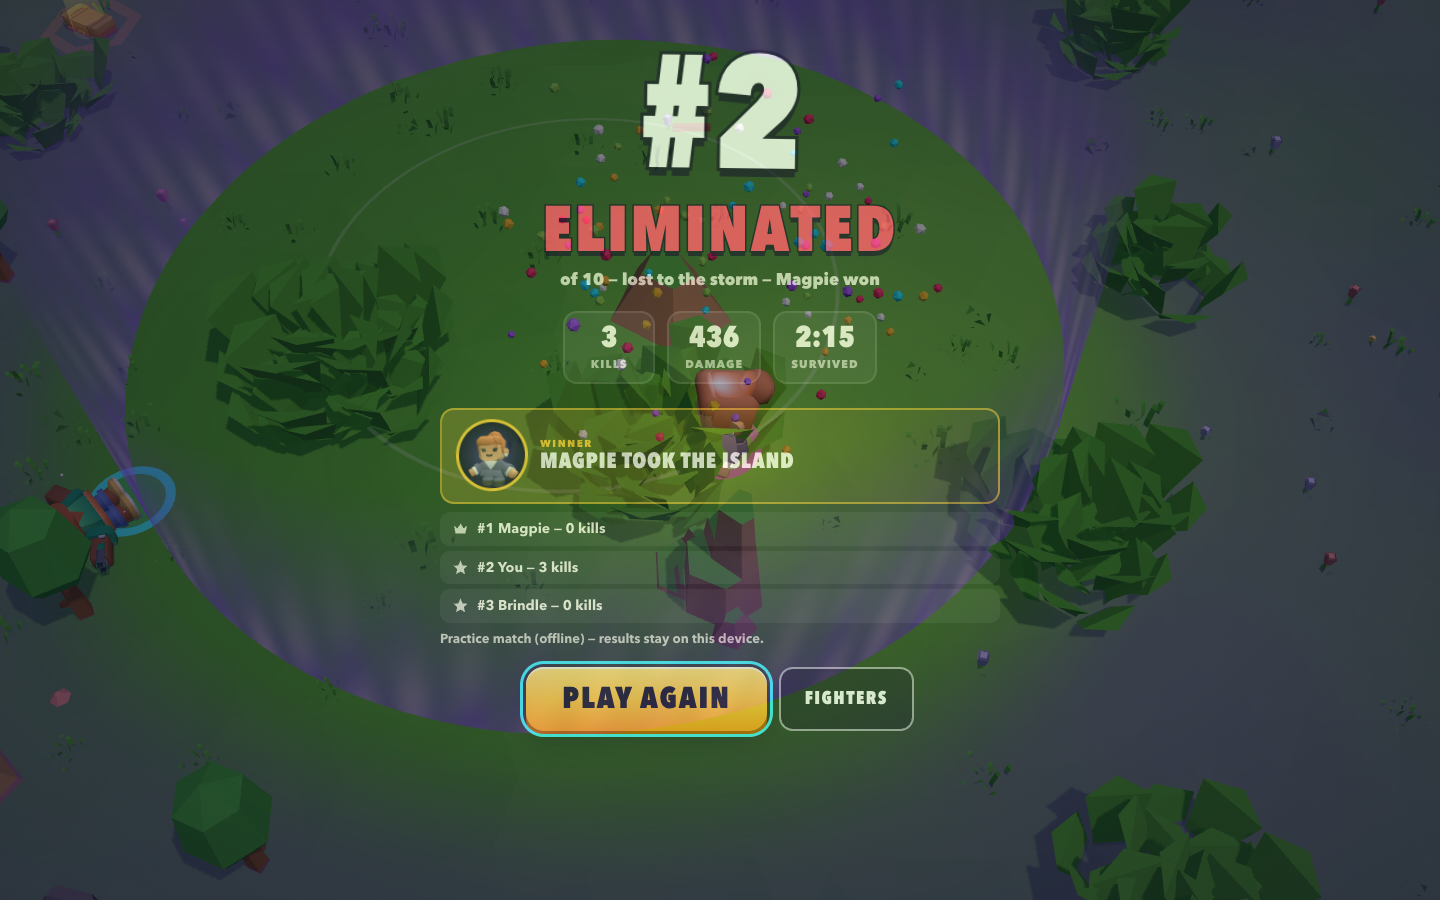 #2
ELIMINATED
of 10 – lost to the storm – Magpie won
3
KILLS
436
DAMAGE
2:15
SURVIVED
WINNER
MAGPIE TOOK THE ISLAND
#1 Magpie – 0 kills
#2 You – 3 kills
#3 Brindle – 0 kills
Practice match (offline) – results stay on this device.
PLAY AGAIN
FIGHTERS